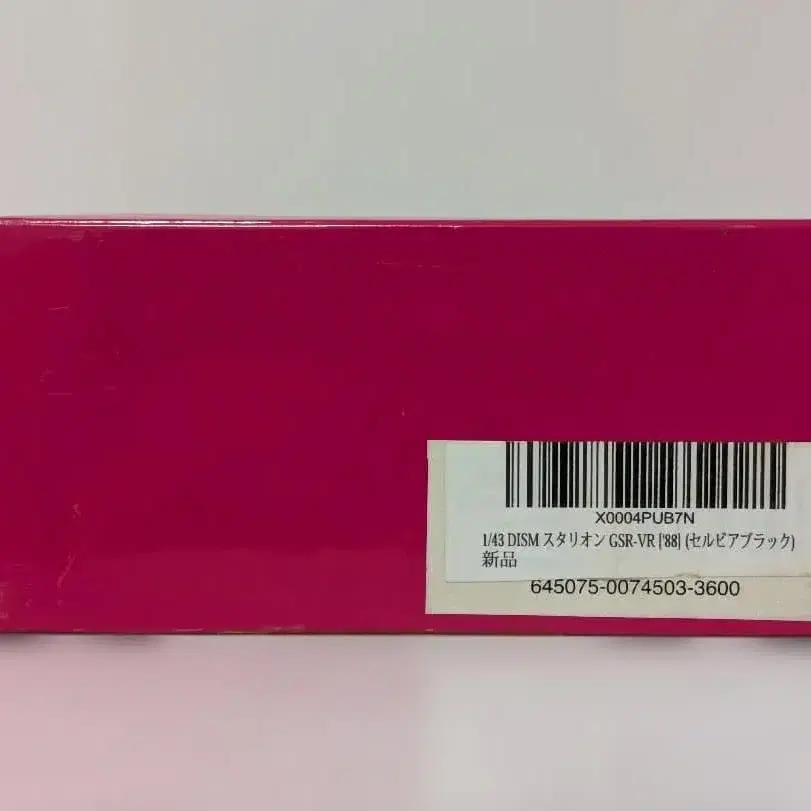 X0004PUB7N
1/43 DISM スタリオン GSR-VR |'88| (セルビアブラック)
新品
645075-0074503-3600